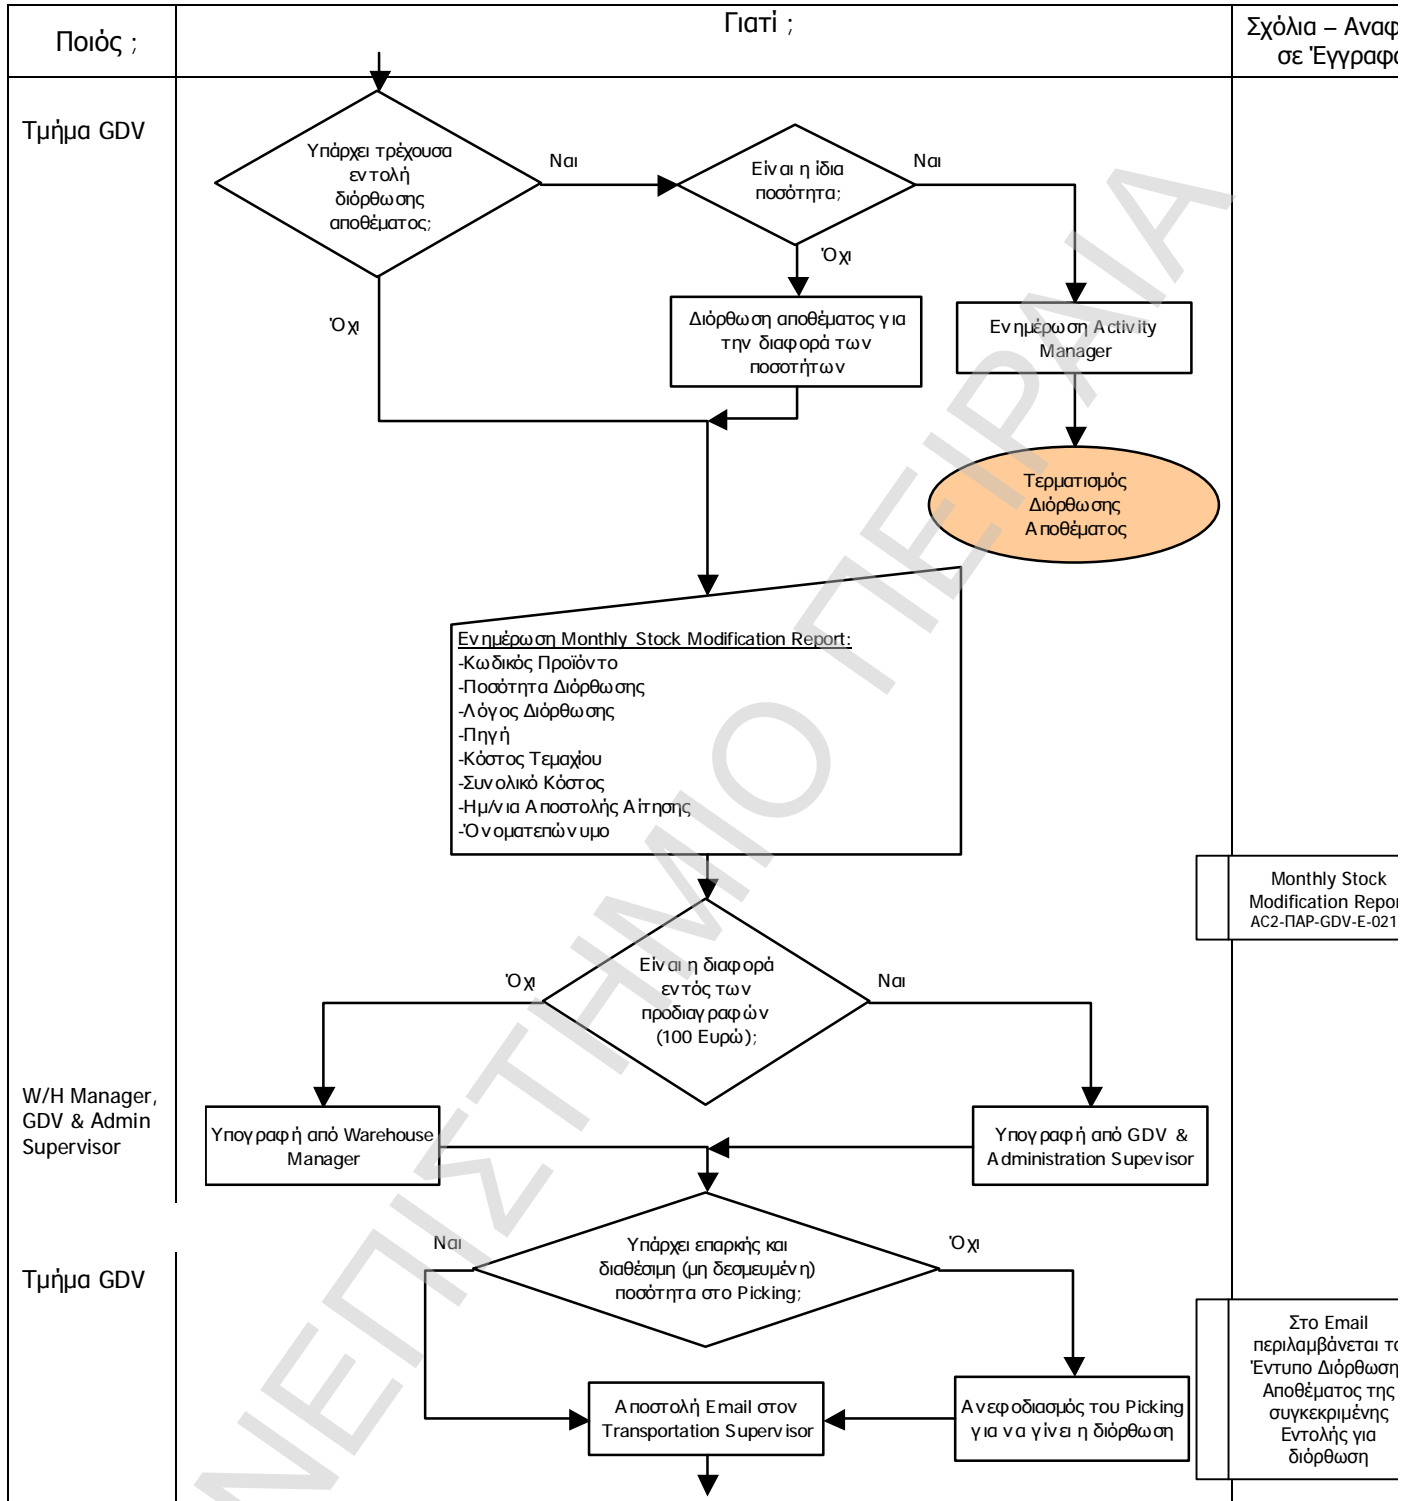 Ποιός ;
Γιατί ;
Σχόλια – Αναφ
σε Έγγραφα
Τμήμα GDV
Υπάρχει τρέχουσα
εντολή
διόρθωσης
αποθέματος;
Ναι
Είναι η ίδια
ποσότητα;
Ναι
Όχι
Όχι
Διόρθωση αποθέματος για
την διαφορά των
ποσοτήτων
Ενημέρωση Activity
Manager
Τερματισμός
Διόρθωσης
Αποθέματος
Ενημέρωση Monthly Stock Modification Report:
-Κωδικός Προϊόντο
-Ποσότητα Διόρθωσης
-Λόγος Διόρθωσης
-Πηγή
-Κόστος Τεμαχίου
-Συνολικό Κόστος
-Ημ/νια Αποστολής Αίτησης
-Όνοματεπώνυμο
Monthly Stock
Modification Repor
AC2-ΠΑΡ-GDV-E-021
Είναι η διαφορά
εντός των
προδιαγραφών
(100 Ευρώ);
Όχι
Ναι
W/H Manager,
GDV & Admin
Supervisor
Υπογραφή από Warehouse
Manager
Υπογραφή από GDV &
Administration Supevisor
Τμήμα GDV
Ναι
Υπάρχει επαρκής και
διαθέσιμη (μη δεσμευμένη)
ποσότητα στο Picking;
Όχι
Αποστολή Email στον
Transportation Supervisor
Ανεφοδιασμός του Picking
για να γίνει η διόρθωση
Στο Email
περιλαμβάνεται το
Έντυπο Διόρθωση
Αποθέματος της
συγκεκριμένης
Εντολής για
διόρθωση
ΝΕΠΙΣΤΗΜΙΟ ΠΕΙΡΑΙΑ